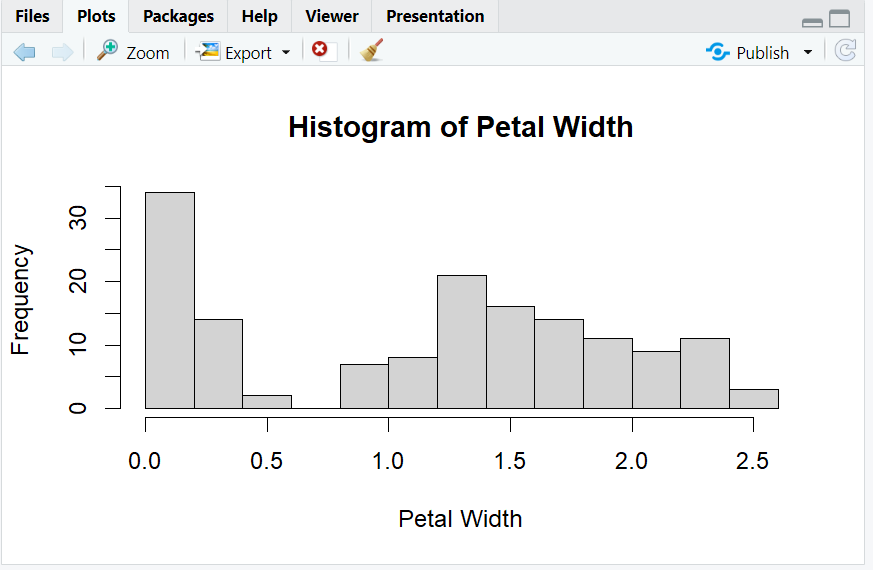 Files Plots Packages Help Viewer Presentation
Zoom Export Publish
Histogram of Petal Width
30
20
10
0
Frequency
0.0 0.5 1.0 1.5 2.0 2.5
Petal Width